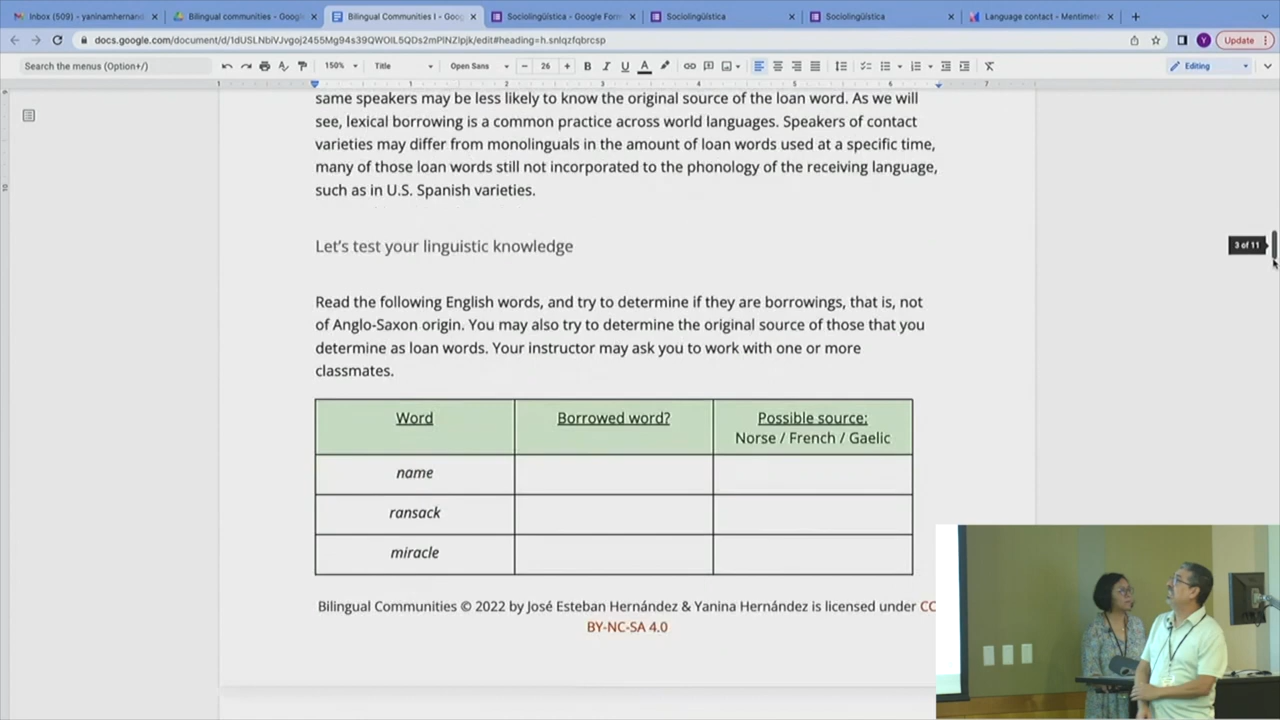 Inbox (509) - yaninamhernand
Bilingual communities - Google
Bilingual Communities I - Goog
Sociolingüística - Google Form
Sociolingüística
Sociolingüística
Language contact - Mentimete
Update
Search the menus (Option+/)
150%
Title
Open Sans
26
Editing
same speakers may be less likely to know the original source of the loan word. As we will
see, lexical borrowing is a common practice across world languages. Speakers of contact
varieties may differ from monolinguals in the amount of loan words used at a specific time,
many of those loan words still not incorporated to the phonology of the receiving language,
such as in U.S. Spanish varieties.
Let's test your linguistic knowledge
3 of 11
Read the following English words, and try to determine if they are borrowings, that is, not
of Anglo-Saxon origin. You may also try to determine the original source of those that you
determine as loan words. Your instructor may ask you to work with one or more
classmates.
Word
Borrowed word?
Possible source:
Norse / French / Gaelic
name
ransack
miracle
Bilingual Communities © 2022 by José Esteban Hernández & Yanina Hernández is licensed under CC
BY-NC-SA 4.0